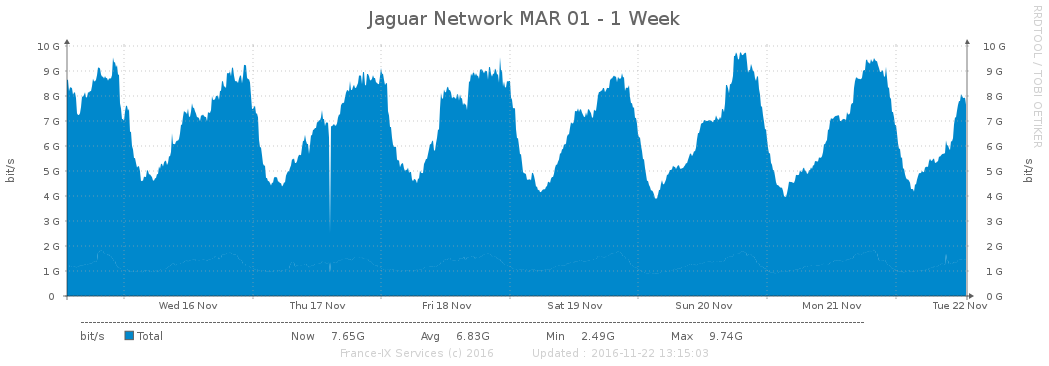 Jaguar Network MAR 01 - 1 Week
RRDTOOL / TOBI OETIKER
10 G 10 G
9 G 9 G
8 G 8 G
7 G 7 G
6 G 6 G
5 G 5 G
4 G 4 G
3 G 3 G
2 G 2 G
1 G 1 G
0 0 G
bit/s
bit/s
Wed 16 Nov Thu 17 Nov Fri 18 Nov Sat 19 Nov Sun 20 Nov Mon 21 Nov Tue 22 Nov
bit/s Total Now 7.65G Avg 6.83G Min 2.49G Max 9.74G
France-IX Services (c) 2016 Updated : 2016-11-22 13:15:03